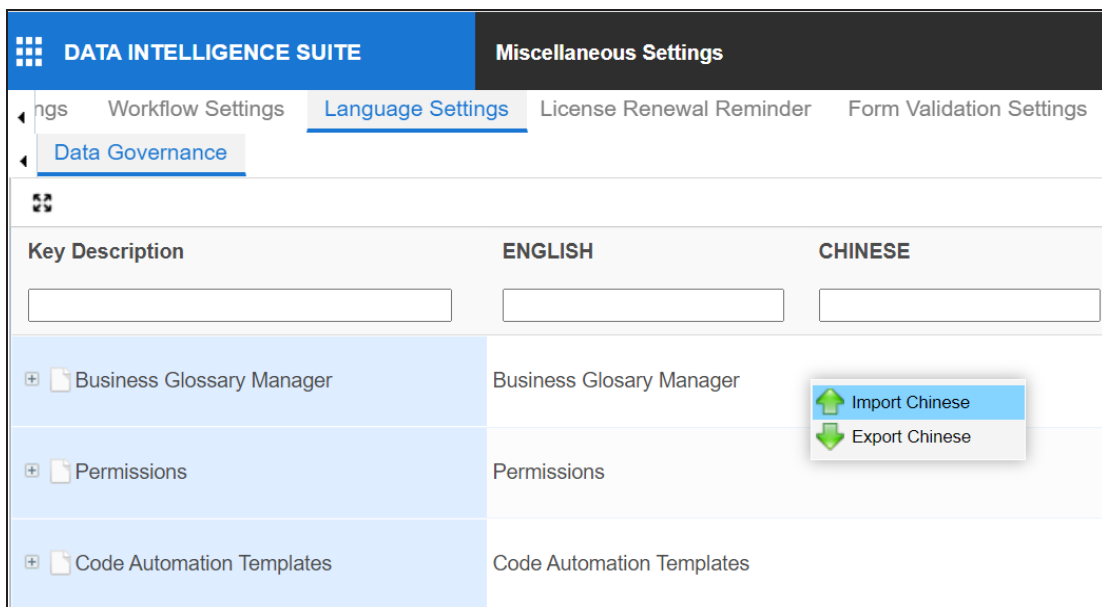 DATA INTELLIGENCE SUITE Miscellaneous Settings
ngs Workflow Settings Language Settings License Renewal Reminder Form Validation Settings
Data Governance
Key Description ENGLISH CHINESE
Business Glossary Manager Business Glosary Manager
Import Chinese
Export Chinese
Permissions Permissions
Code Automation Templates Code Automation Templates